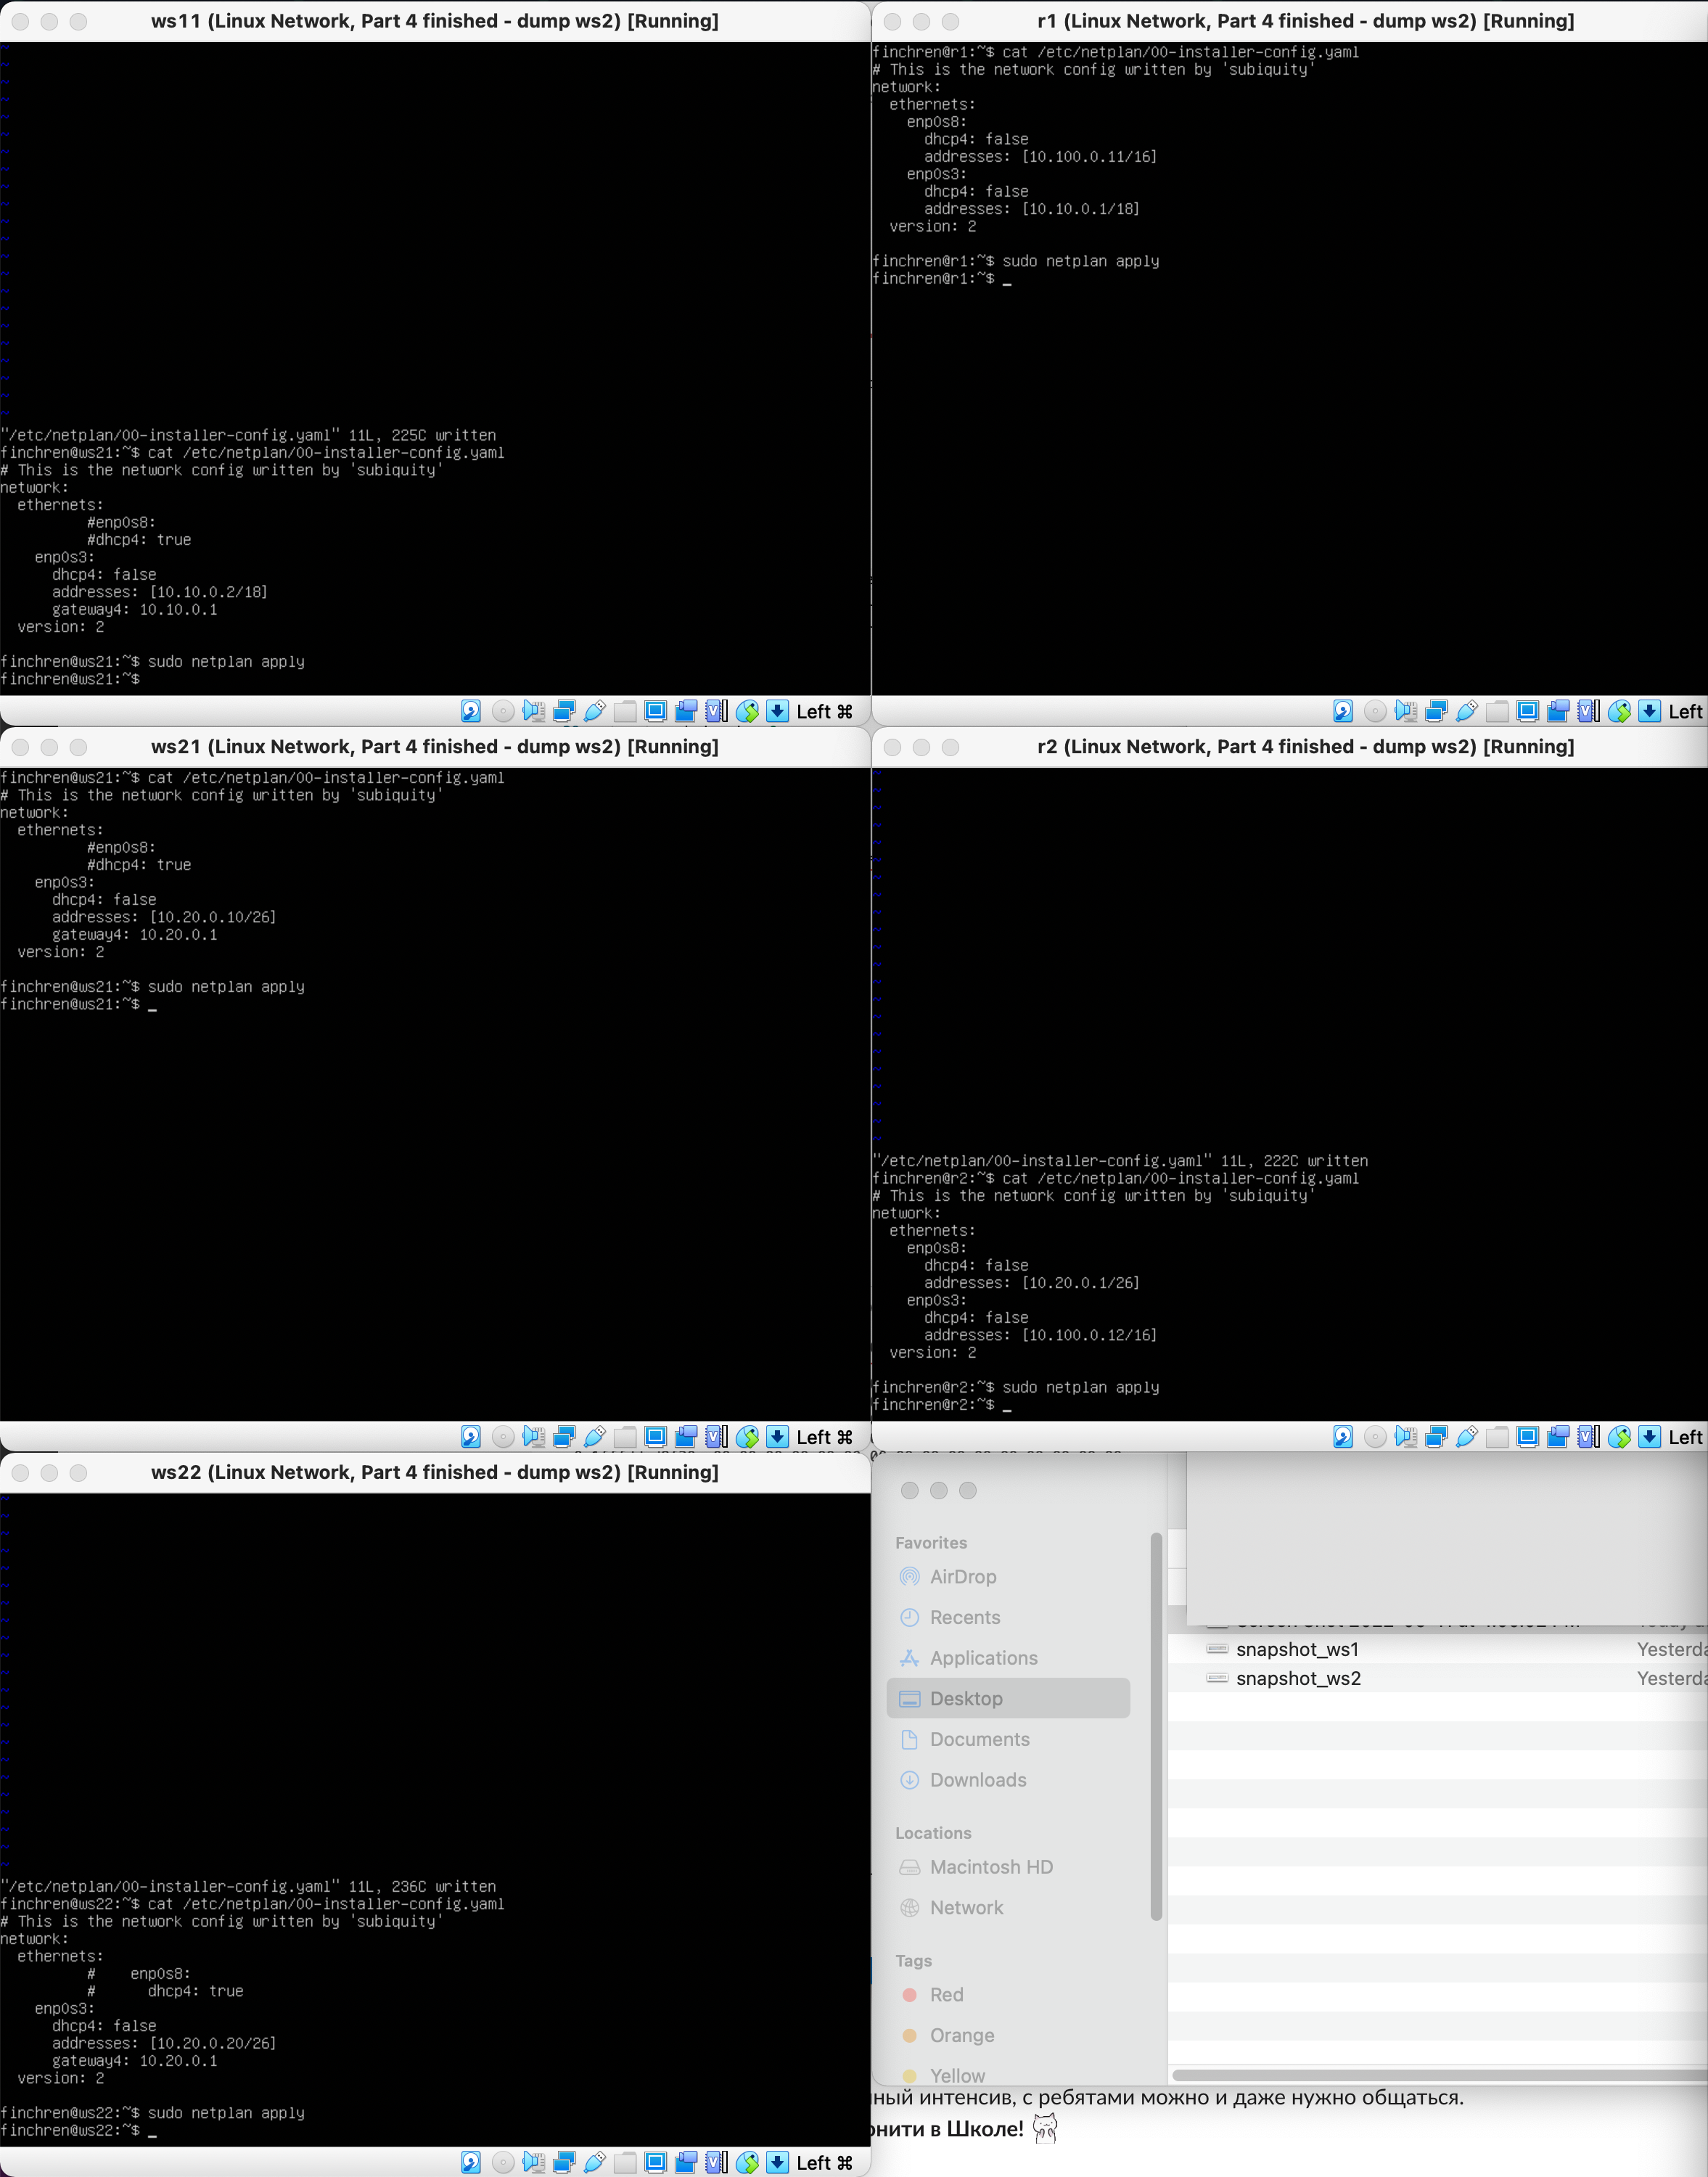 ws11 (Linux Network, Part 4 finished - dump ws2) [Running]
"/etc/netplan/00-installer-config.yaml" 11L, 225C written
finchren@ws21:~$ cat /etc/netplan/00-installer-config.yaml
# This is the network config written by 'subiquity'
network:
  ethernets:
          #enp0s8:
          #dhcp4: true
    enp0s3:
      dhcp4: false
      addresses: [10.10.0.2/18]
      gateway4: 10.10.0.1
  version: 2
finchren@ws21:~$ sudo netplan apply
finchren@ws21:~$
Left ⌘
r1 (Linux Network, Part 4 finished - dump ws2) [Running]
finchren@r1:~$ cat /etc/netplan/00-installer-config.yaml
# This is the network config written by 'subiquity'
network:
  ethernets:
    enp0s8:
      dhcp4: false
      addresses: [10.100.0.11/16]
    enp0s3:
      dhcp4: false
      addresses: [10.10.0.1/18]
  version: 2
finchren@r1:~$ sudo netplan apply
finchren@r1:~$ _
Left
ws21 (Linux Network, Part 4 finished - dump ws2) [Running]
finchren@ws21:~$ cat /etc/netplan/00-installer-config.yaml
# This is the network config written by 'subiquity'
network:
  ethernets:
          #enp0s8:
          #dhcp4: true
    enp0s3:
      dhcp4: false
      addresses: [10.20.0.10/26]
      gateway4: 10.20.0.1
  version: 2
finchren@ws21:~$ sudo netplan apply
finchren@ws21:~$ _
Left ⌘
r2 (Linux Network, Part 4 finished - dump ws2) [Running]
"/etc/netplan/00-installer-config.yaml" 11L, 222C written
finchren@r2:~$ cat /etc/netplan/00-installer-config.yaml
# This is the network config written by 'subiquity'
network:
  ethernets:
    enp0s8:
      dhcp4: false
      addresses: [10.20.0.1/26]
    enp0s3:
      dhcp4: false
      addresses: [10.100.0.12/16]
  version: 2
finchren@r2:~$ sudo netplan apply
finchren@r2:~$ _
Left
ws22 (Linux Network, Part 4 finished - dump ws2) [Running]
"/etc/netplan/00-installer-config.yaml" 11L, 236C written
finchren@ws22:~$ cat /etc/netplan/00-installer-config.yaml
# This is the network config written by 'subiquity'
network:
  ethernets:
          #    enp0s8:
          #      dhcp4: true
    enp0s3:
      dhcp4: false
      addresses: [10.20.0.20/26]
      gateway4: 10.20.0.1
  version: 2
finchren@ws22:~$ sudo netplan apply
finchren@ws22:~$ _
Left ⌘
Favorites
AirDrop
Recents
Applications
Desktop
Documents
Downloads
Locations
Macintosh HD
Network
Tags
Red
Orange
Yellow
snapshot_ws1 Yesterda
snapshot_ws2 Yesterda
ный интенсив, с ребятами можно и даже нужно общаться.
онити в Школе!